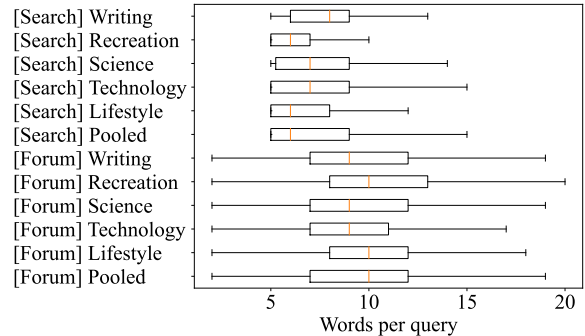 [Search] Writing
[Search] Recreation
[Search] Science
[Search] Technology
[Search] Lifestyle
[Search] Pooled
[Forum] Writing
[Forum] Recreation
[Forum] Science
[Forum] Technology
[Forum] Lifestyle
[Forum] Pooled
5 10 15 20
Words per query